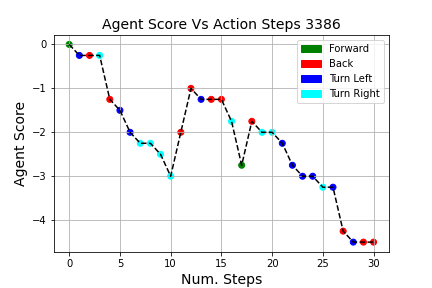 Agent Score Vs Action Steps 3386
Forward
Back
Turn Left
Turn Right
Agent Score
0
−1
−2
−3
−4
0 5 10 15 20 25 30
Num. Steps